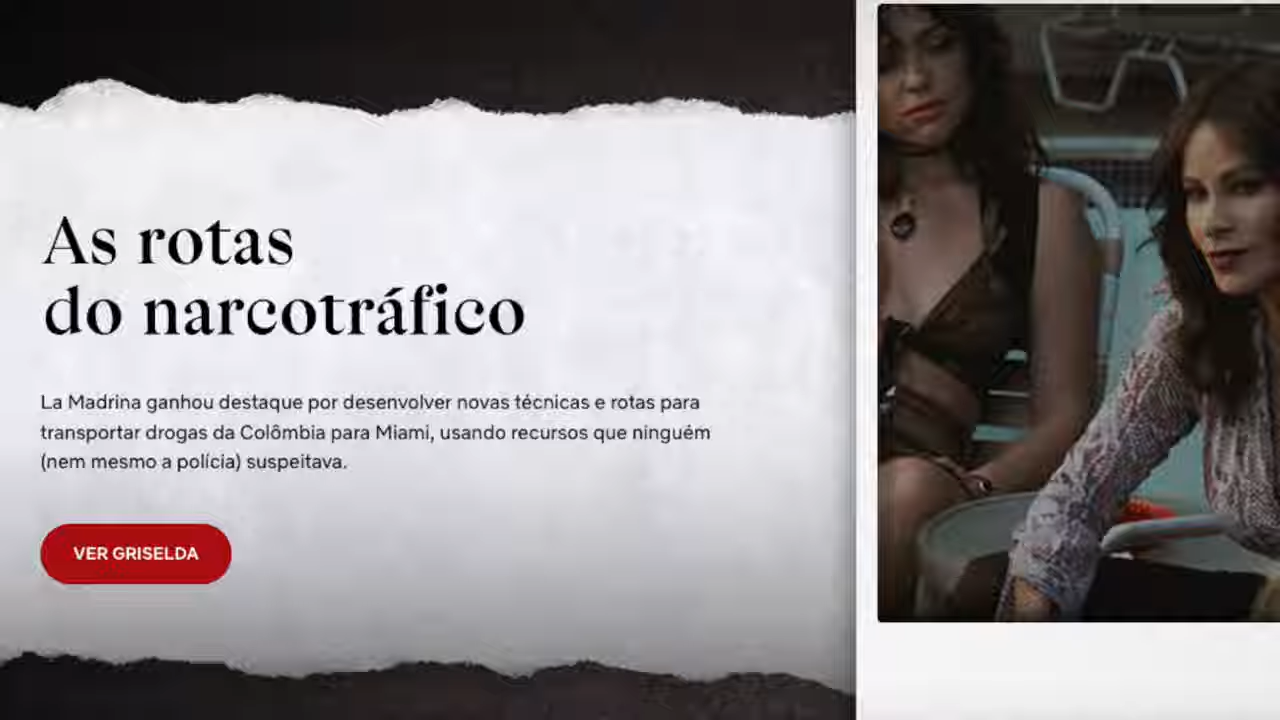 As rotas
do narcotráfico
La Madrina ganhou destaque por desenvolver novas técnicas e rotas para
transportar drogas da Colômbia para Miami, usando recursos que ninguém
(nem mesmo a polícia) suspeitava.
VER GRISELDA